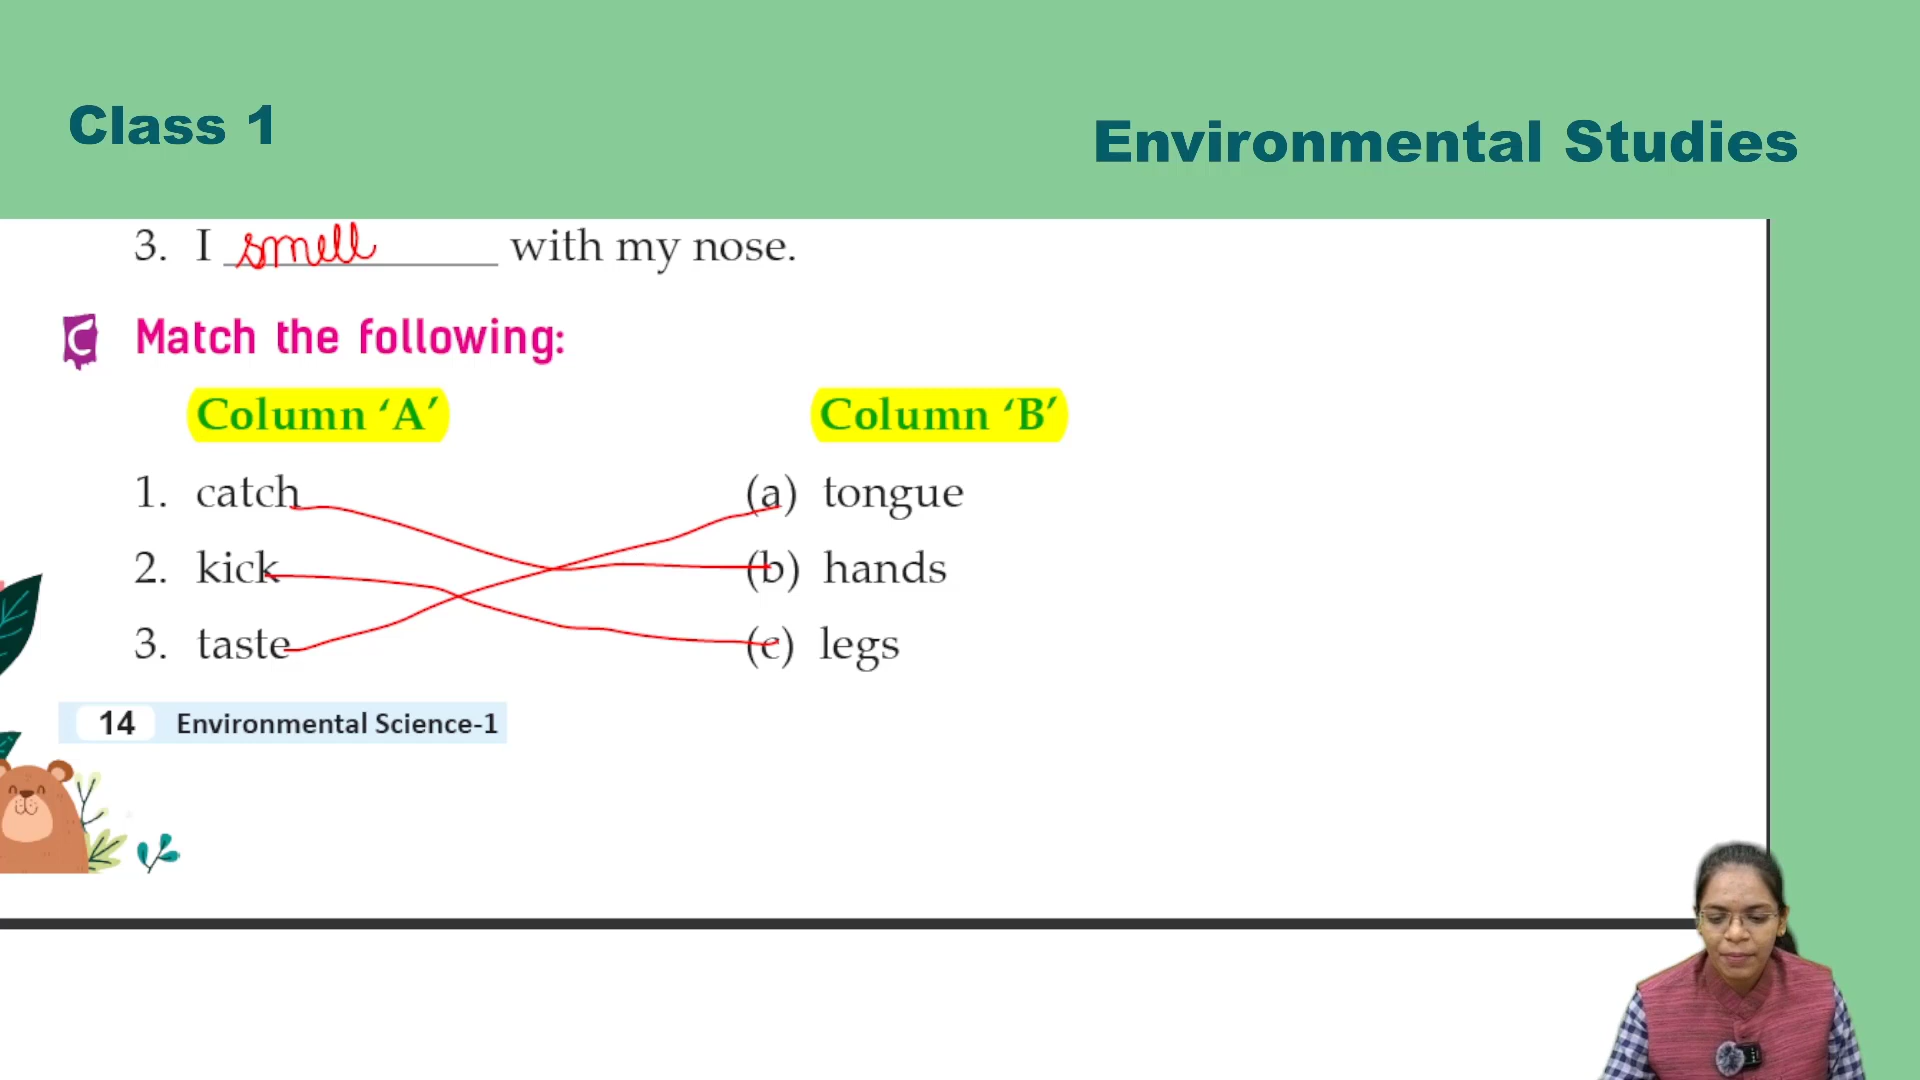 Class 1
Environmental Studies
3. I smell with my nose.
C Match the following:
Column ‘A’ Column ‘B’
1. catch (a) tongue
2. kick (b) hands
3. taste (c) legs
14 Environmental Science-1